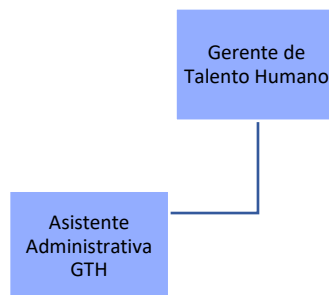 Gerente de
Talento Humano
Asistente
Administrativa
GTH